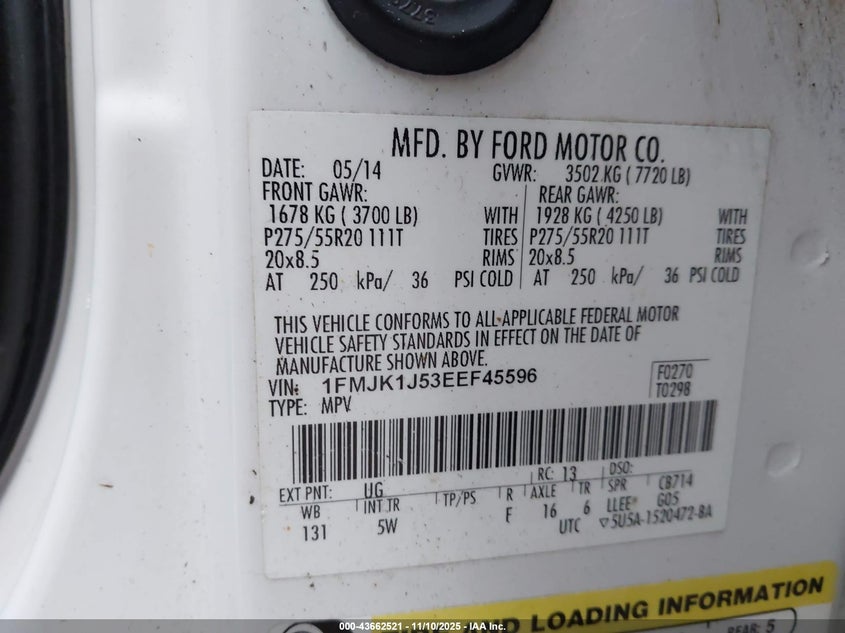 MFD. BY FORD MOTOR CO.
DATE: 05/14 GVWR: 3502 KG ( 7720 LB)
FRONT GAWR: REAR GAWR:
1678 KG ( 3700 LB) WITH 1928 KG ( 4250 LB) WITH
P275/55R20 111T TIRES P275/55R20 111T TIRES
20x8.5 RIMS 20x8.5 RIMS
AT 250 kPa/ 36 PSI COLD AT 250 kPa/ 36 PSI COLD
THIS VEHICLE CONFORMS TO ALL APPLICABLE FEDERAL MOTOR
VEHICLE SAFETY STANDARDS IN EFFECT ON THE DATE OF
MANUFACTURE SHOWN ABOVE.
VIN: 1FMJK1J53EEF45596 F0270
TYPE: MPV T0298
RC: 13 DSO:
EXT PNT: UG CB714
WB INT TR TP/PS R AXLE TR SPR G05
131 5W F 16 6 LLEE
UTC ▽5U5A-1520472-BA
AND LOADING INFORMATION
REAR: 5
000-43662521 - 11/10/2025 - IAA Inc.